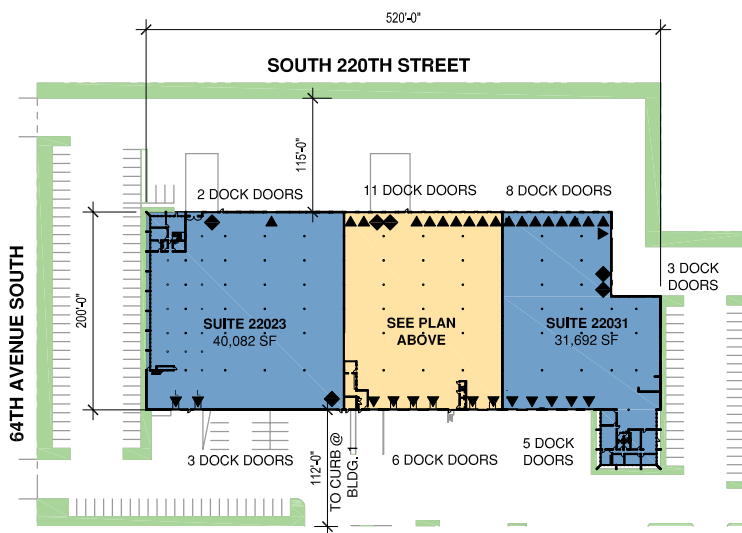 520'-0"
SOUTH 220TH STREET
115'-0"
2 DOCK DOORS
11 DOCK DOORS
8 DOCK DOORS
3 DOCK
DOORS
64TH AVENUE SOUTH
200'-0"
SUITE 22023
40,082 SF
SEE PLAN
ABOVE
SUITE 22031
31,692 SF
3 DOCK DOORS
112'-0"
TO CURB @
BLDG. 1
6 DOCK DOORS
5 DOCK
DOORS